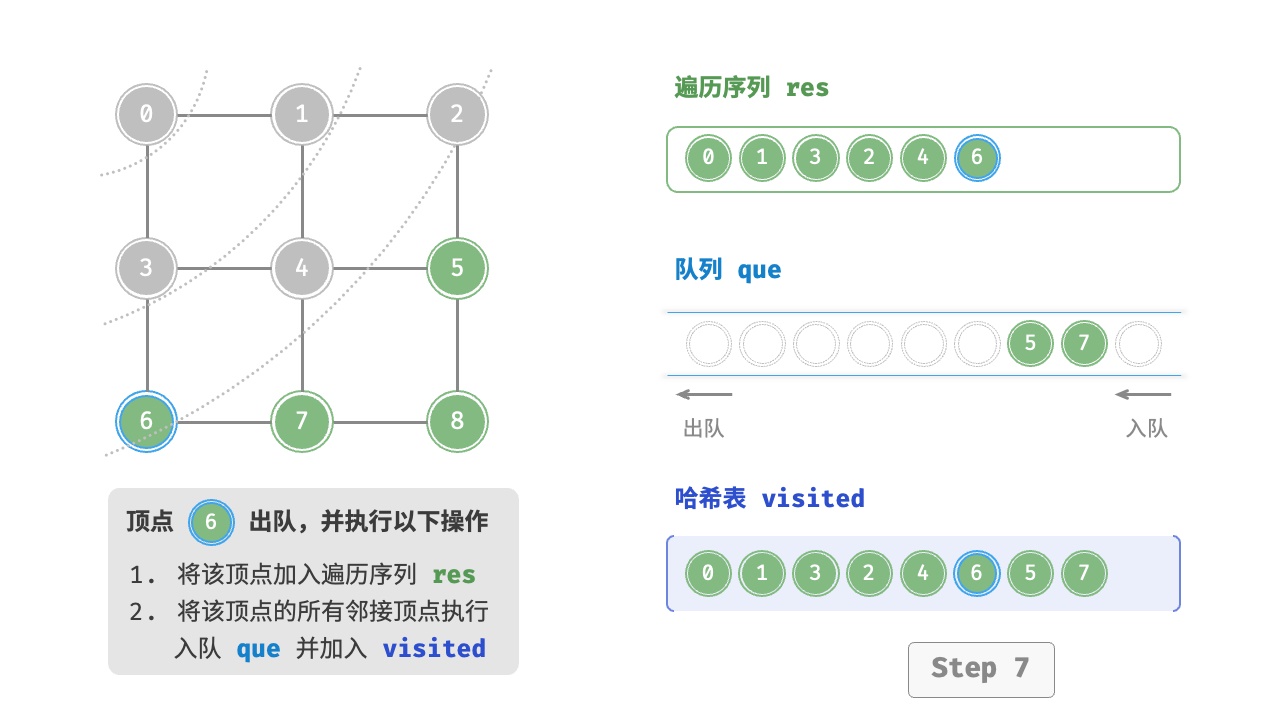 0 1 2
3 4 5
6 7 8
顶点 6 出队，并执行以下操作
1. 将该顶点加入遍历序列 res
2. 将该顶点的所有邻接顶点执行
入队 que 并加入 visited
遍历序列 res
0 1 3 2 4 6
队列 que
5 7
出队 入队
哈希表 visited
0 1 3 2 4 6 5 7
Step 7